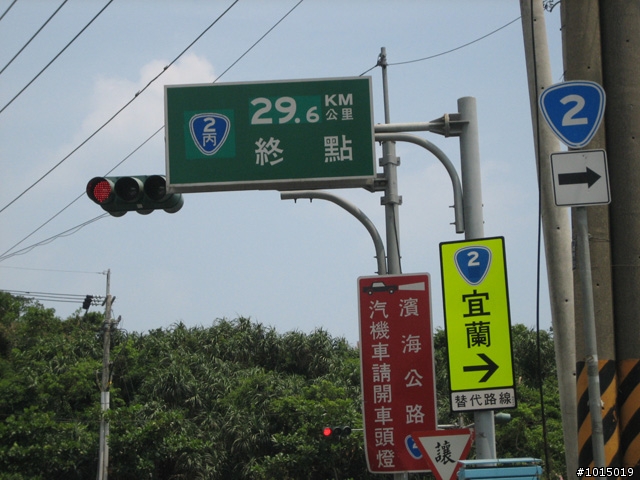 2
丙
29.6 KM
公里
終點
2
2
宜蘭
替代路線
濱海公路
汽機車請開車頭燈
讓
#1015019